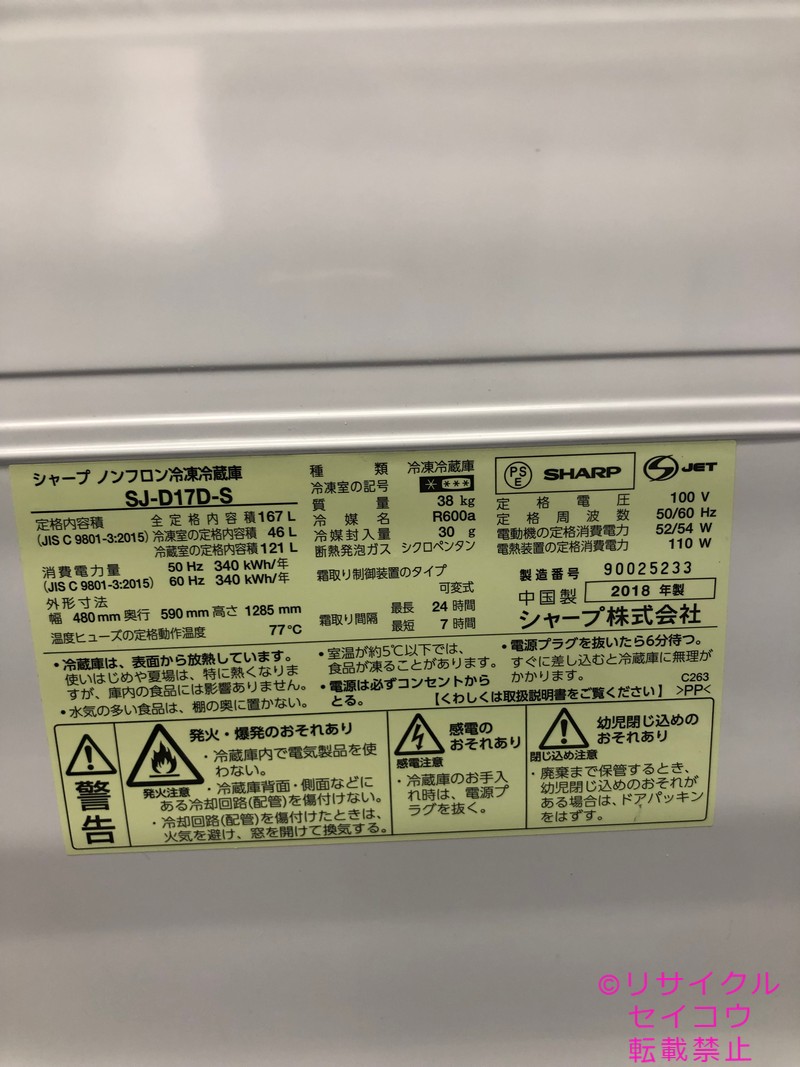 シャープ ノンフロン冷凍冷蔵庫
SJ-D17D-S
定格内容積 全定格内容積 167 L
(JIS C 9801-3:2015) 冷凍室の定格内容積 46 L
冷蔵室の定格内容積 121 L
消費電力量 50 Hz 340 kWh/年
(JIS C 9801-3:2015) 60 Hz 340 kWh/年
外形寸法
幅 480 mm 奥行 590 mm 高さ 1285 mm
温度ヒューズの定格動作温度 77℃
種類 冷凍冷蔵庫
冷凍室の記号 * ***
質量 38 kg
冷媒名 R600a
冷媒封入量 30 g
断熱発泡ガス シクロペンタン
霜取り制御装置のタイプ
可変式
霜取り間隔 最長 24 時間
最短 7 時間
PSE SHARP S JET
定格電圧 100 V
定格周波数 50/60 Hz
電動機の定格消費電力 52/54 W
電熱装置の定格消費電力 110 W
製造番号 90025233
中国製 2018 年製
シャープ株式会社
・冷蔵庫は、表面から放熱しています。
使いはじめや夏場は、特に熱くなりま
すが、庫内の食品には影響ありません。
・水気の多い食品は、棚の奥に置かない。
・室温が約5℃以下では、
食品が凍ることがあります。
・電源は必ずコンセントから
とる。
・電源プラグを抜いたら6分待つ。
すぐに差し込むと冷蔵庫に無理が
かかります。
【くわしくは取扱説明書をご覧ください】
C263
>PP<
警告
発火注意
発火・爆発のおそれあり
・冷蔵庫内で電気製品を使
わない。
・冷蔵庫背面・側面などに
ある冷却回路(配管)を傷付けない。
・冷却回路(配管)を傷付けたときは、
火気を避け、窓を開けて換気する。
感電注意
感電の
おそれあり
・冷蔵庫のお手入
れ時は、電源プ
ラグを抜く。
閉じ込め注意
幼児閉じ込めの
おそれあり
・廃棄まで保管するとき、
幼児閉じ込めのおそれが
ある場合は、ドアパッキン
をはずす。
©リサイクル
セイコウ
転載禁止